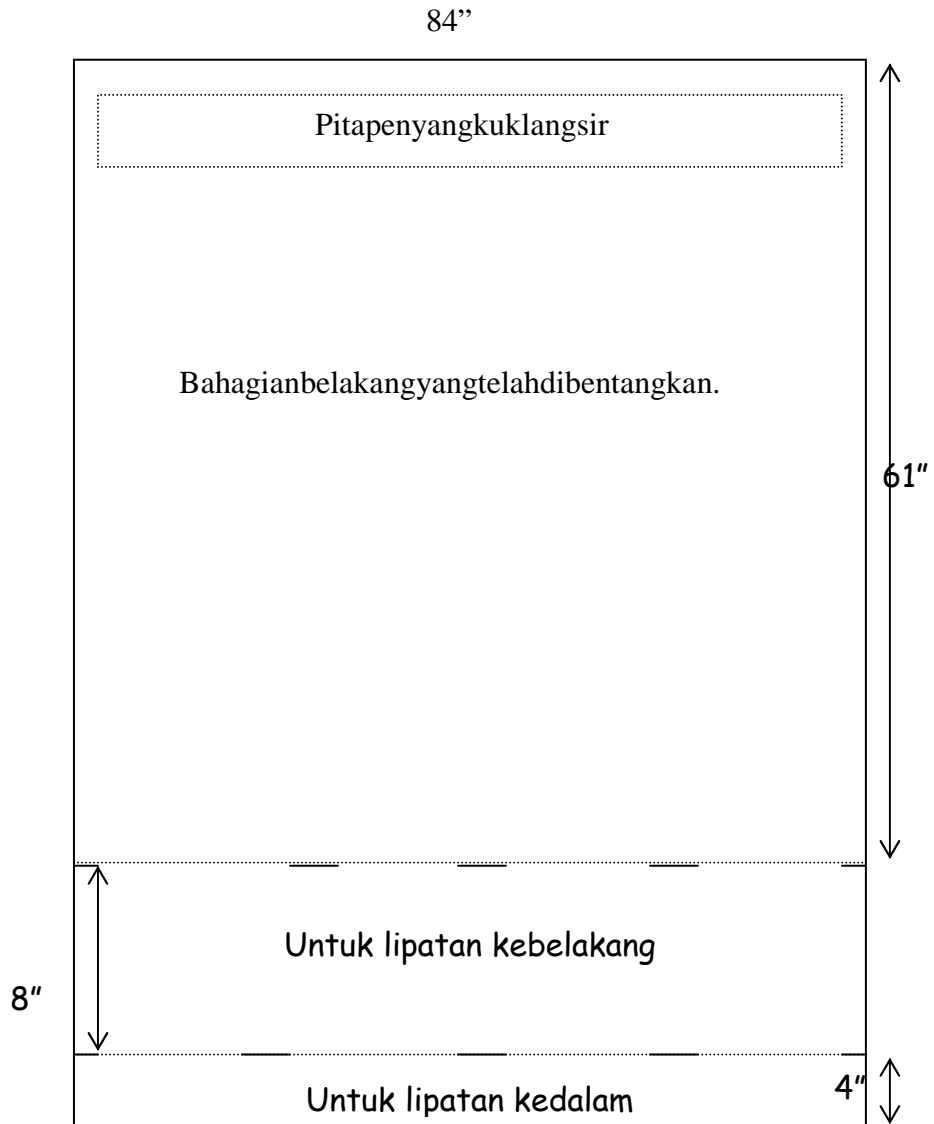 84”
Pitapenyangkuklangsir
Bahagianbelakangyangtelahdibentangkan.
61"
Untuk lipatan kebelakang
8"
4"
Untuk lipatan kedalam